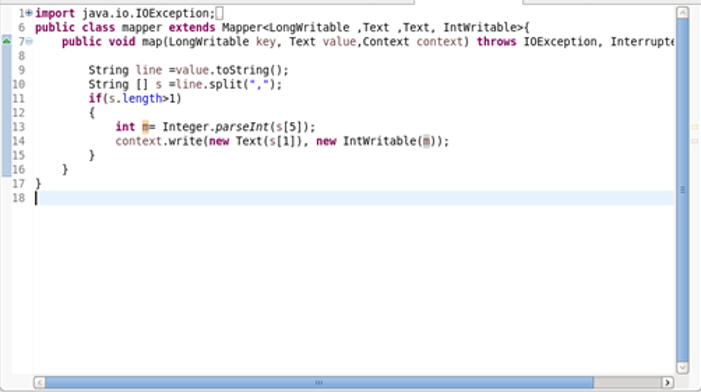 1 import java.io.IOException;
6 public class mapper extends Mapper<LongWritable ,Text ,Text, IntWritable>{
7 public void map(LongWritable key, Text value,Context context) throws IOException, Interrupte
8
9 String line =value.toString();
10 String [] s =line.split(",");
11 if(s.length>1)
12 {
13 int m= Integer.parseInt(s[5]);
14 context.write(new Text(s[1]), new IntWritable(m));
15 }
16 }
17 }
18